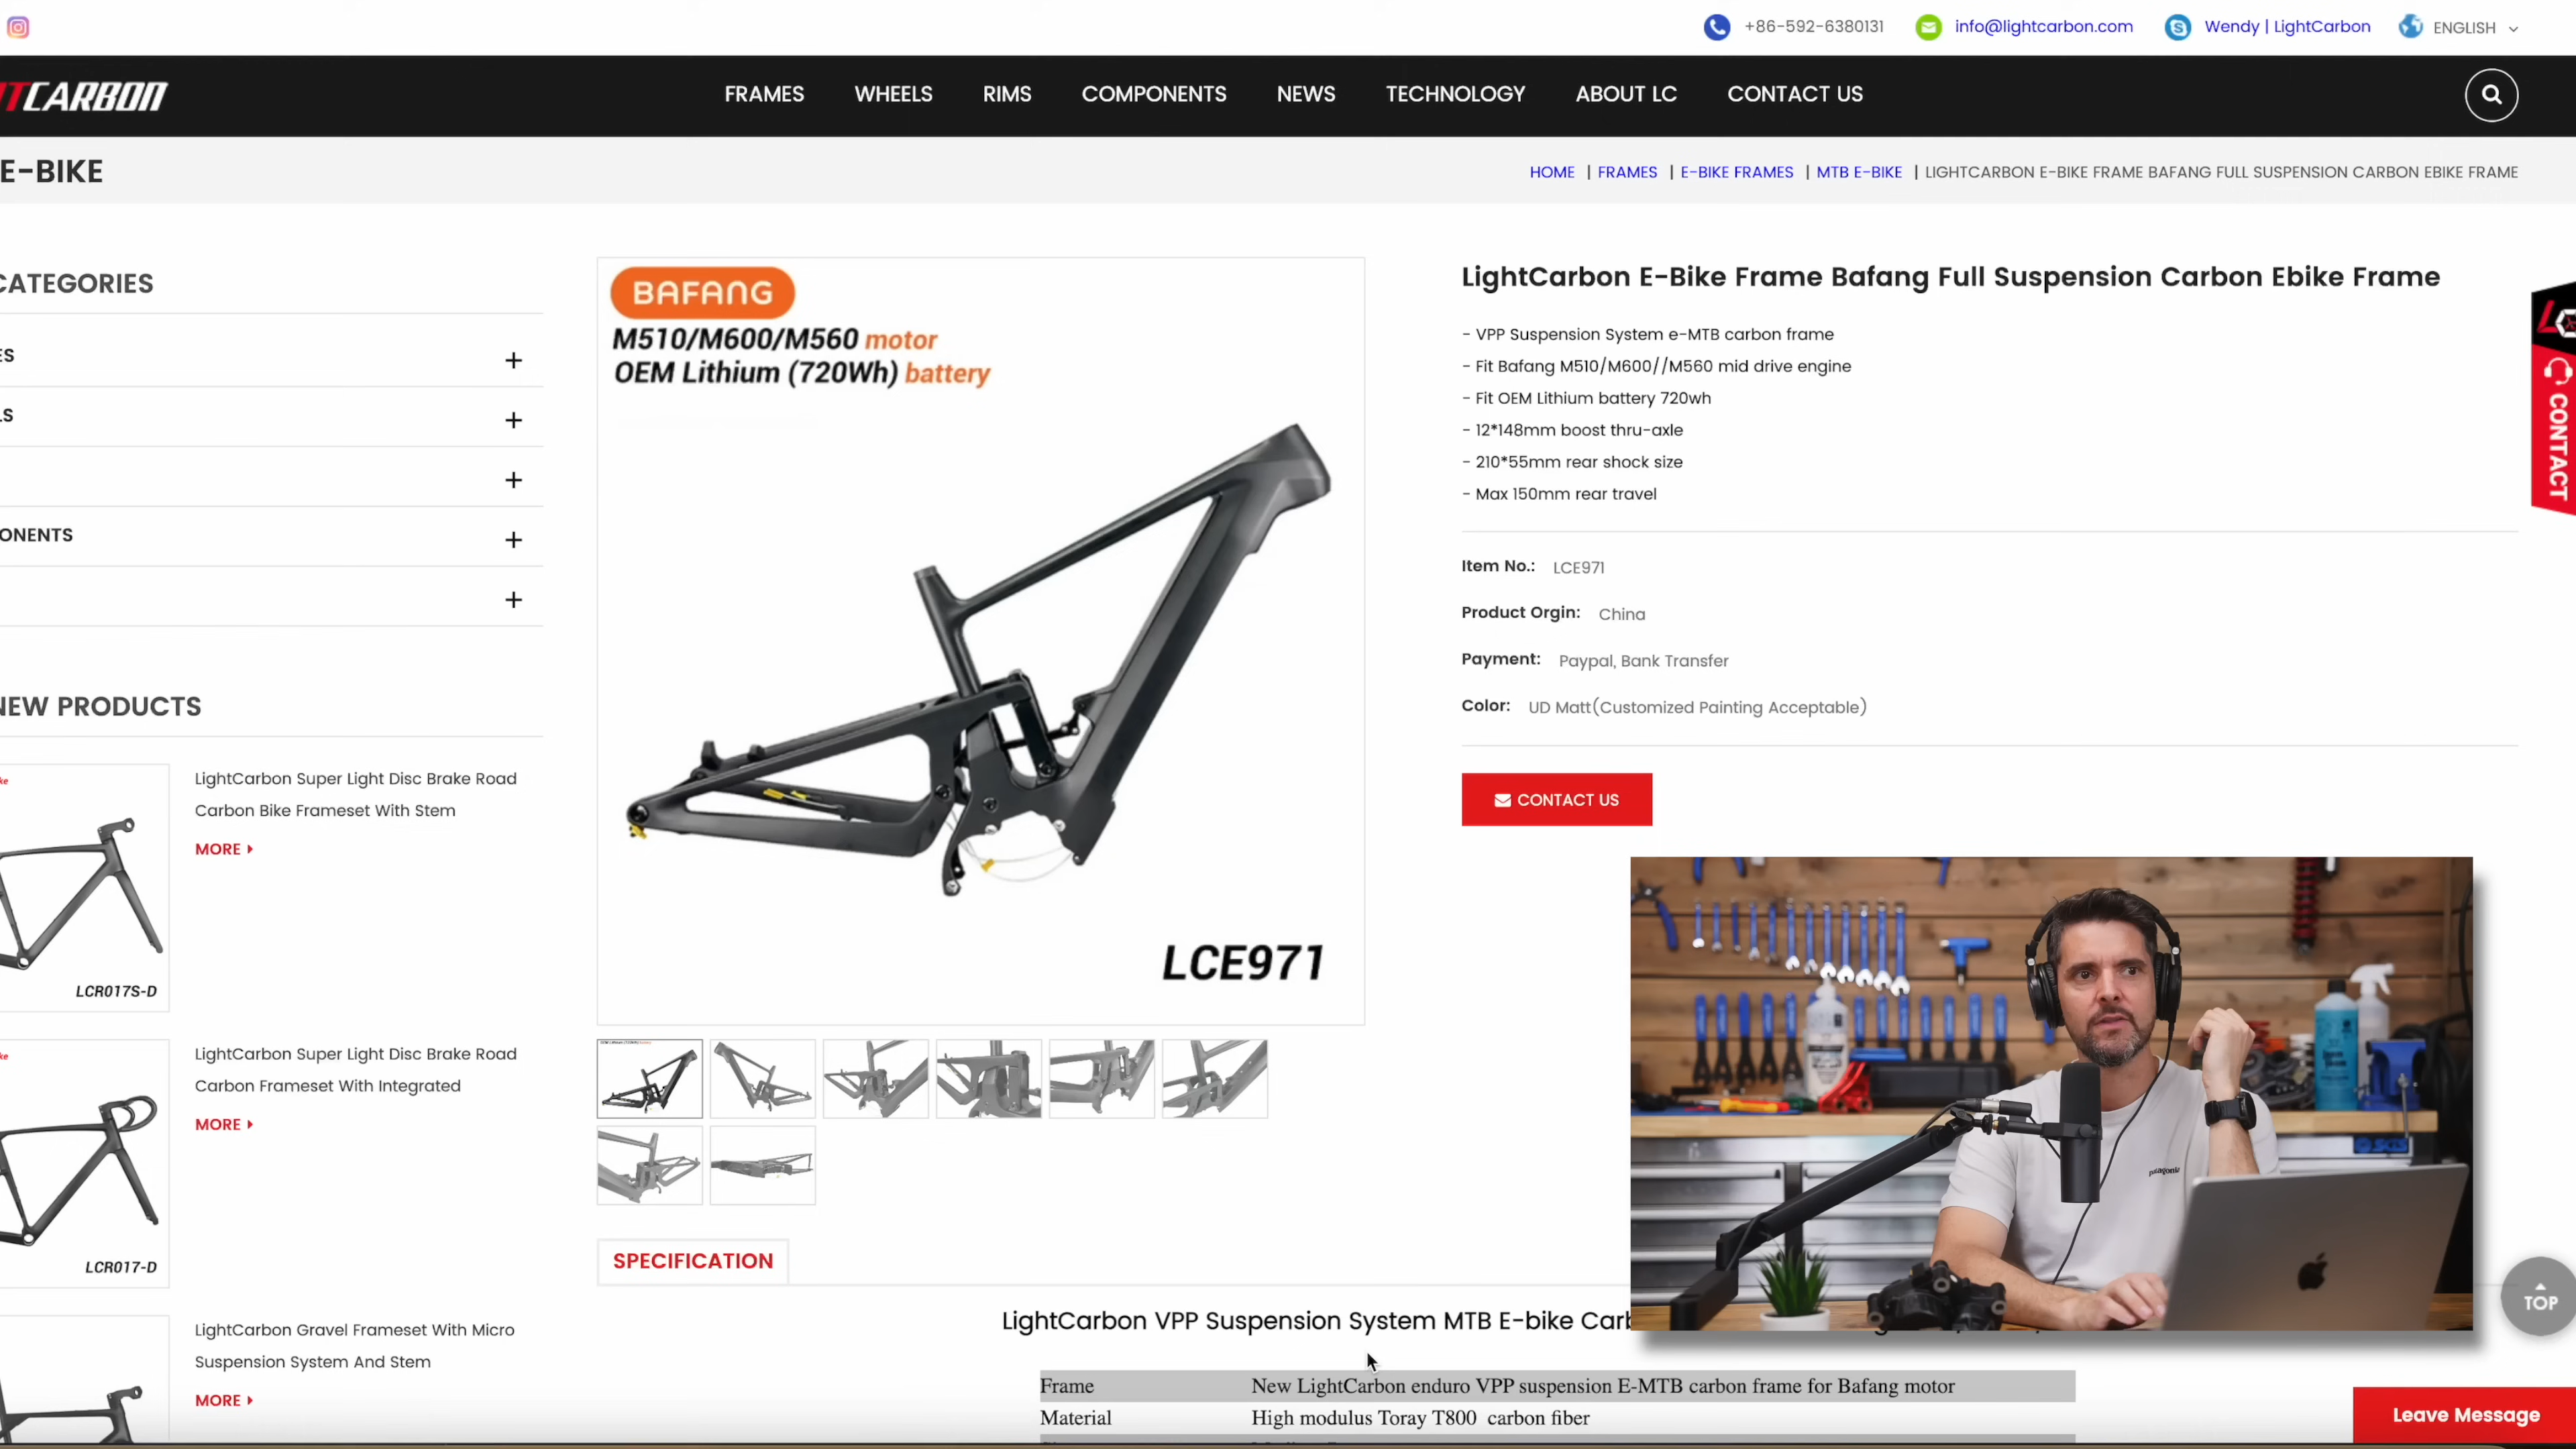 +86-592-6380131
info@lightcarbon.com
Wendy | LightCarbon
ENGLISH
TCARBON
FRAMES
WHEELS
RIMS
COMPONENTS
NEWS
TECHNOLOGY
ABOUT LC
CONTACT US
E-BIKE
HOME | FRAMES | E-BIKE FRAMES | MTB E-BIKE | LIGHTCARBON E-BIKE FRAME BAFANG FULL SUSPENSION CARBON EBIKE FRAME
CATEGORIES
ES
LS
ONENTS
NEW PRODUCTS
ke
LightCarbon Super Light Disc Brake Road
Carbon Bike Frameset With Stem
MORE
LCR017S-D
ke
LightCarbon Super Light Disc Brake Road
Carbon Frameset With Integrated
MORE
LCR017-D
LightCarbon Gravel Frameset With Micro
Suspension System And Stem
MORE
BAFANG
M510/M600/M560 motor
OEM Lithium (720Wh) battery
LCE971
LightCarbon E-Bike Frame Bafang Full Suspension Carbon Ebike Frame
- VPP Suspension System e-MTB carbon frame
- Fit Bafang M510/M600//M560 mid drive engine
- Fit OEM Lithium battery 720wh
- 12*148mm boost thru-axle
- 210*55mm rear shock size
- Max 150mm rear travel
Item No.: LCE971
Product Orgin: China
Payment: Paypal, Bank Transfer
Color: UD Matt(Customized Painting Acceptable)
CONTACT US
CONTACT
patagonia
SGS
SPECIFICATION
LightCarbon VPP Suspension System MTB E-bike Carb
Frame New LightCarbon enduro VPP suspension E-MTB carbon frame for Bafang motor
Material High modulus Toray T800 carbon fiber
TOP
Leave Message